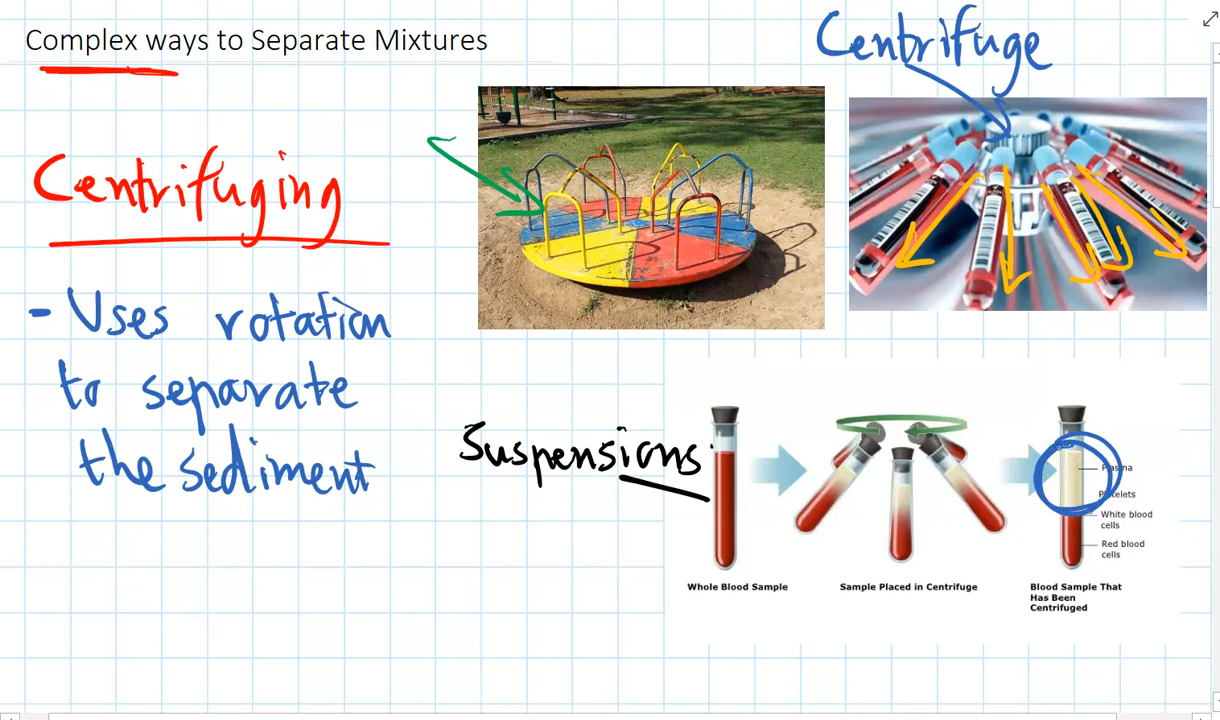 Complex ways to Separate Mixtures
Centrifuge
Centrifuging
- Uses rotation
to separate
the sediment
Suspensions
Plasma
Platelets
White blood
cells
Red blood
cells
Whole Blood Sample
Sample Placed in Centrifuge
Blood Sample That
Has Been
Centrifuged